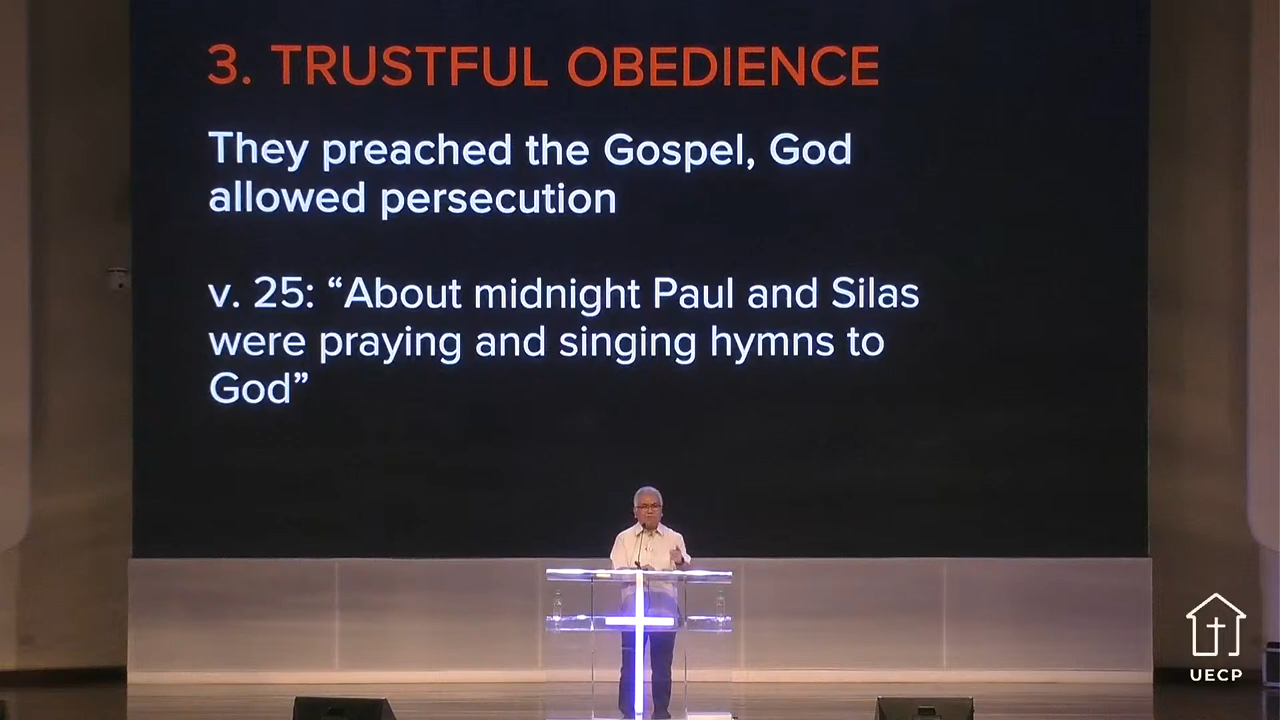 3. TRUSTFUL OBEDIENCE
They preached the Gospel, God
allowed persecution
v. 25: “About midnight Paul and Silas
were praying and singing hymns to
God”
UECP